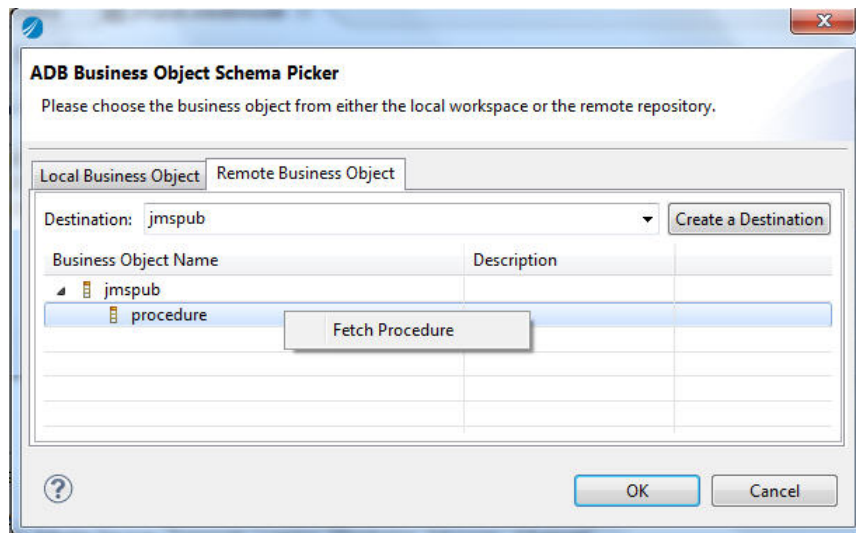 ADB Business Object Schema Picker
Please choose the business object from either the local workspace or the remote repository.
Local Business Object Remote Business Object
Destination: jmspub Create a Destination
Business Object Name Description
jmspub
procedure
Fetch Procedure
OK Cancel